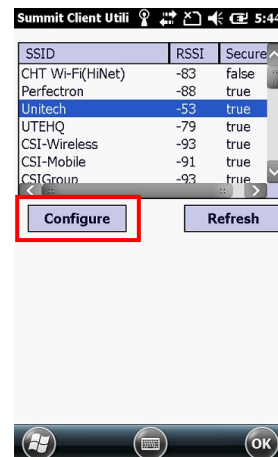 Summit Client Utili 5:44
SSID RSSI Secure
CHT Wi-Fi(HiNet) -83 false
Perfectron -88 true
Unitech -53 true
UTEHQ -79 true
CSI-Wireless -93 true
CSI-Mobile -91 true
CSIGroup -93 true
Configure Refresh
OK